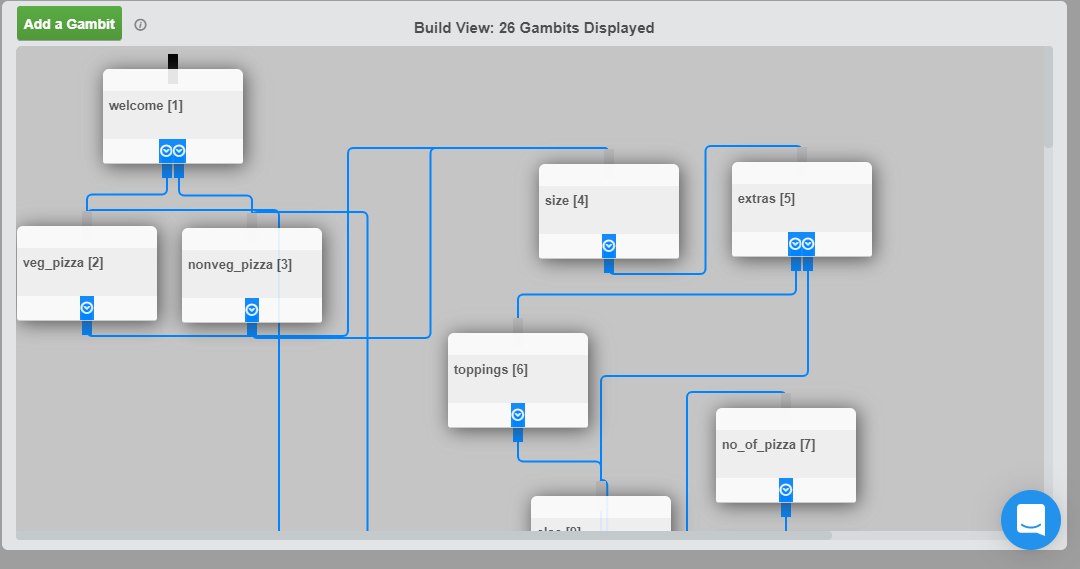 Add a Gambit
Build View: 26 Gambits Displayed
welcome [1]
size [4]
extras [5]
veg_pizza [2]
nonveg_pizza [3]
toppings [6]
no_of_pizza [7]